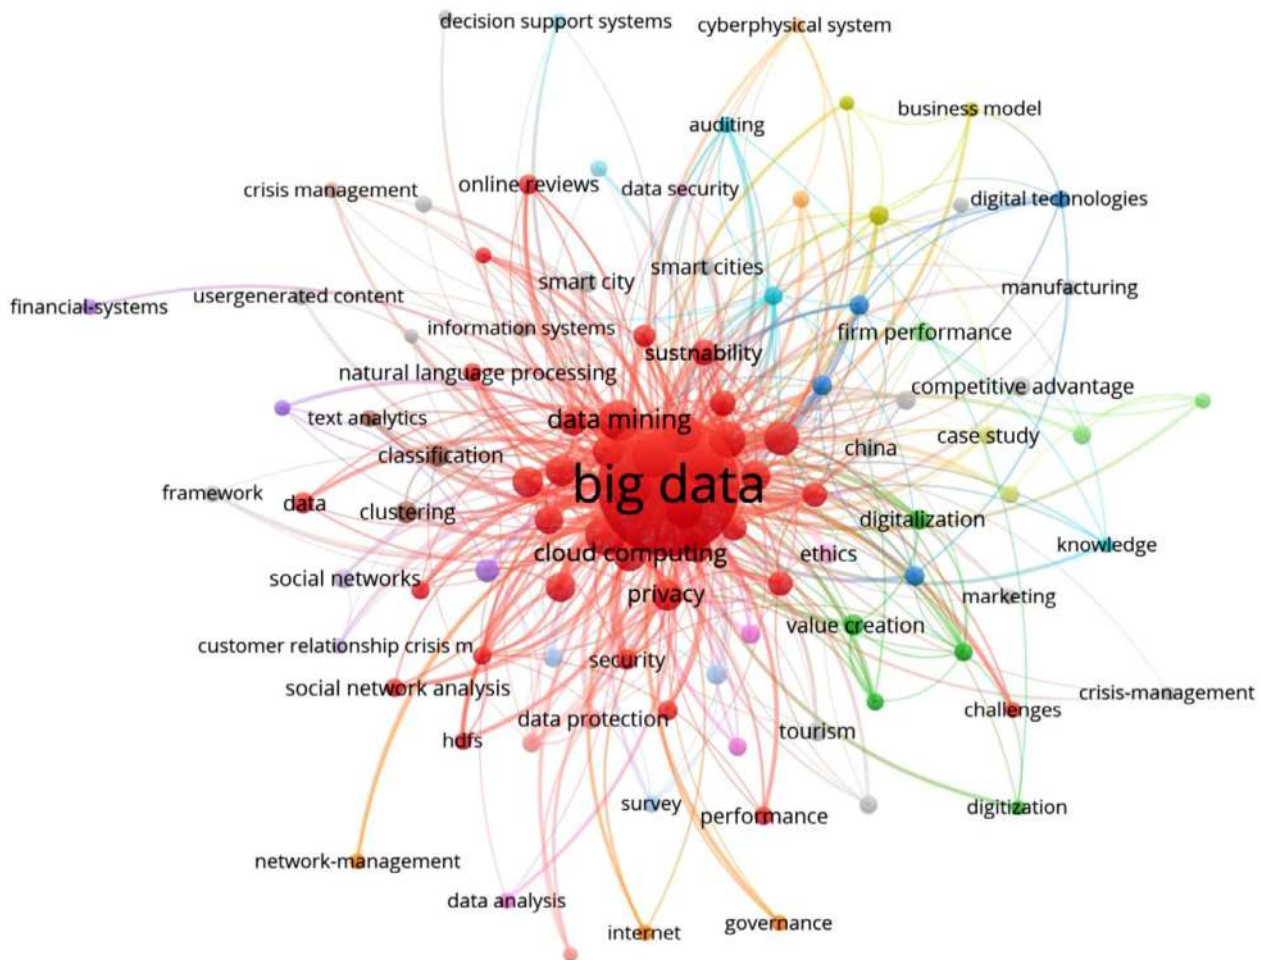 decision support systems
cyberphysical system
business model
auditing
crisis management
online reviews
data security
digital technologies
smart city
smart cities
manufacturing
financial-systems
usergenerated content
information systems
firm performance
sustnability
natural language processing
competitive advantage
text analytics
data mining
case study
classification
china
big data
framework
data
clustering
digitalization
cloud computing
ethics
knowledge
social networks
privacy
marketing
value creation
customer relationship crisis m
security
social network analysis
crisis-management
data protection
challenges
hdfs
tourism
survey
performance
digitization
network-management
data analysis
internet
governance